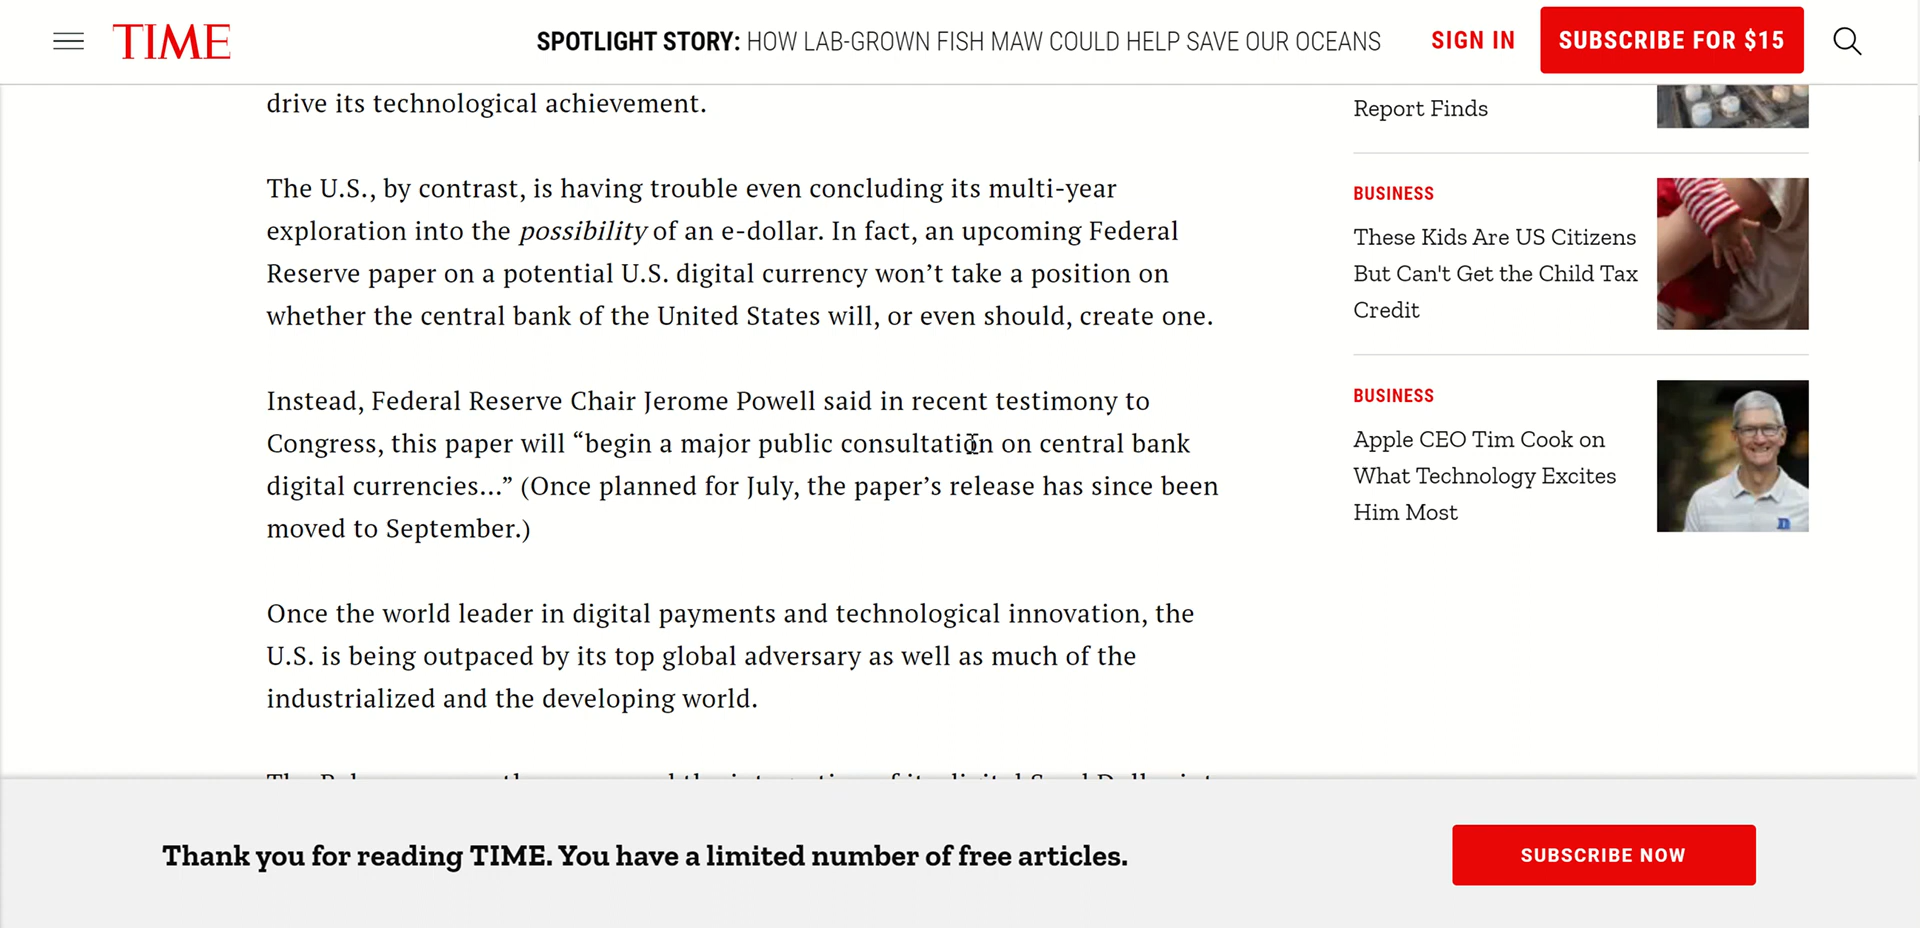 TIME
SPOTLIGHT STORY: HOW LAB-GROWN FISH MAW COULD HELP SAVE OUR OCEANS
SIGN IN
SUBSCRIBE FOR $15
drive its technological achievement.
The U.S., by contrast, is having trouble even concluding its multi-year
exploration into the possibility of an e-dollar. In fact, an upcoming Federal
Reserve paper on a potential U.S. digital currency won’t take a position on
whether the central bank of the United States will, or even should, create one.
Instead, Federal Reserve Chair Jerome Powell said in recent testimony to
Congress, this paper will “begin a major public consultation on central bank
digital currencies...” (Once planned for July, the paper’s release has since been
moved to September.)
Once the world leader in digital payments and technological innovation, the
U.S. is being outpaced by its top global adversary as well as much of the
industrialized and the developing world.
Report Finds
BUSINESS
These Kids Are US Citizens
But Can't Get the Child Tax
Credit
BUSINESS
Apple CEO Tim Cook on
What Technology Excites
Him Most
Thank you for reading TIME. You have a limited number of free articles.
SUBSCRIBE NOW